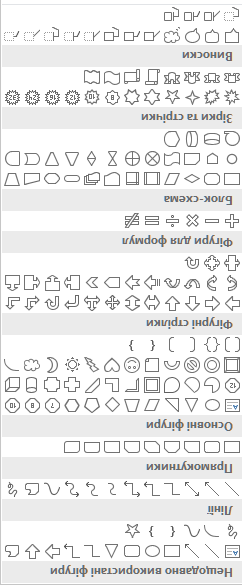 Нещодавно використані фігури
Лінії
Прямокутники
Основні фігури
Фігурні стрілки
Фігури для формул
Блок-схема
Зірки та стрічки
Виноски